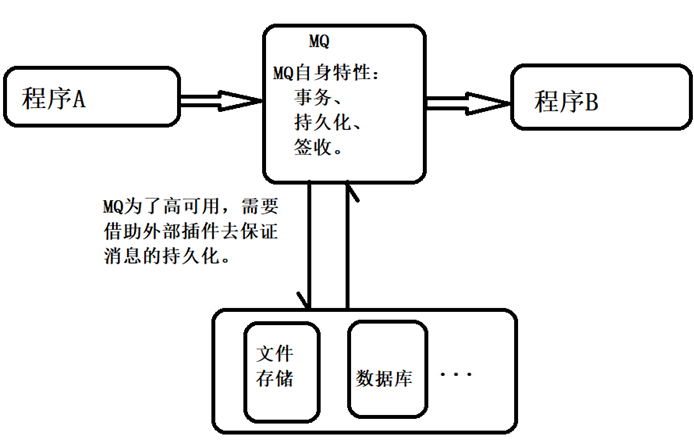 MQ
MQ自身特性：
事务、
持久化、
签收。
程序A
程序B
MQ为了高可用，需要
借助外部插件去保证
消息的持久化。
文件
存储
数据库
...